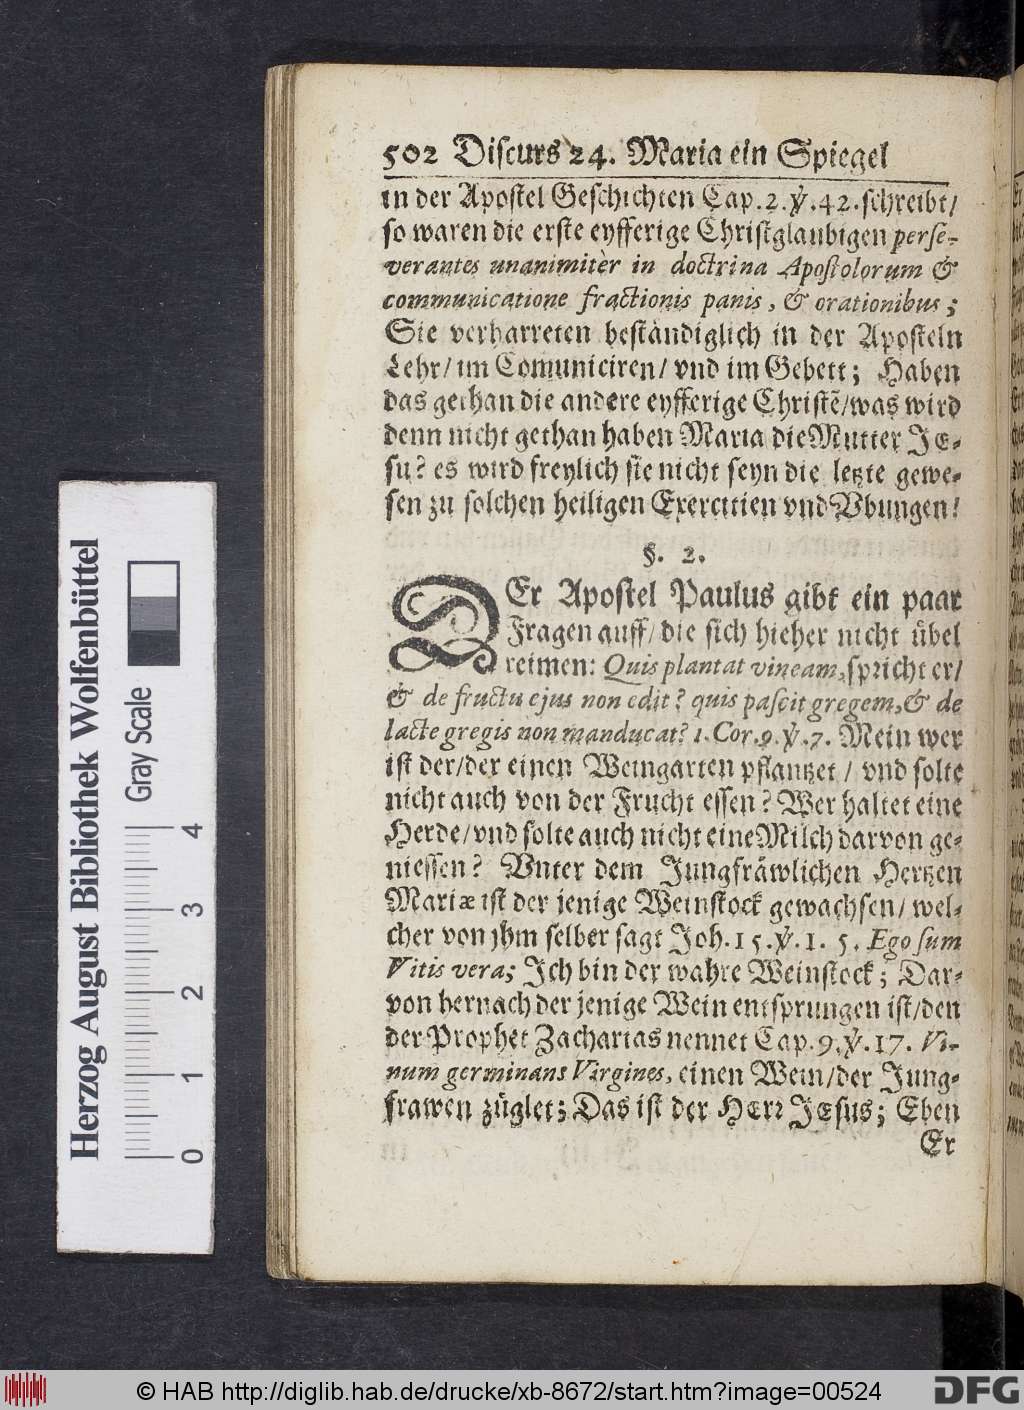 502 Discurs 24. Maria ein Spiegel
in der Apostel Geschichten Cap. 2. ℣. 42. schreibt/
so waren die erste eyfferige Christglaubigen perse-
verantes unanimitèr in doctrina Apostolorum &
communicatione fractionis panis, & orationibus;
Sie verharreten beständiglich in der Aposteln
Lehr/ im Comuniciren/ vnd im Gebett; Haben
das gethan die andere eyfferige Christē/ was wird
denn nicht gethan haben Maria die Mutter JE-
su? es wird freylich sie nicht seyn die letzte gewe-
sen zu solchen heiligen Exercitien vnd Vbungen!
§. 2.
DEr Apostel Paulus gibt ein paar
Fragen auff/ die sich hieher nicht übel
reimen: Quis plantat vineam, spricht er/
& de fructu ejus non edit? quis pascit gregem, & de
lacte gregis non manducat? 1. Cor. 9. ℣. 7. Mein wer
ist der/ der einen Weingarten pflantzet/ vnd solte
nicht auch von der Frucht essen? Wer haltet eine
Herde/ vnd solte auch nicht eine Milch darvon ge-
niessen? Vnter dem Jungfräwlichen Hertzen
Mariæ ist der jenige Weinstock gewachsen/ wel-
cher von jhm selber sagt Joh. 15. ℣. 1. 5. Ego sum
Vitis vera; Ich bin der wahre Weinstock; Dar-
von hernach der jenige Wein entsprungen ist/ den
der Prophet Zacharias nennet Cap. 9. ℣. 17. Vi-
num germinans Virgines, einen Wein/ der Jung-
frawen züglet; Das ist der HErr JEsus; Eben
Er
Herzog August Bibliothek Wolfenbüttel
Gray Scale
0 1 2 3 4
© HAB http://diglib.hab.de/drucke/xb-8672/start.htm?image=00524
DFG